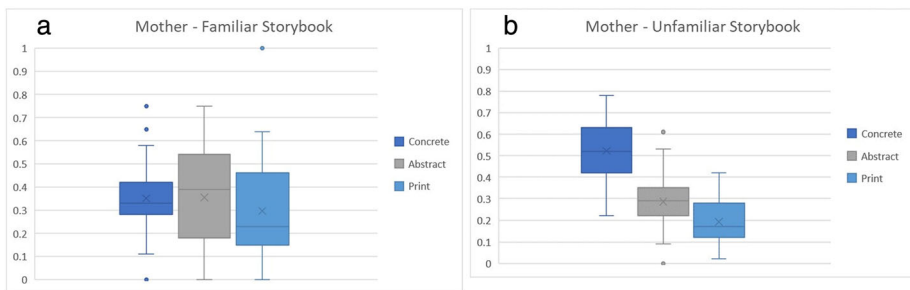 a
Mother - Familiar Storybook
1
0.9
0.8
0.7
0.6
0.5
0.4
0.3
0.2
0.1
0
Concrete
Abstract
Print
b
Mother - Unfamiliar Storybook
1
0.9
0.8
0.7
0.6
0.5
0.4
0.3
0.2
0.1
0
Concrete
Abstract
Print